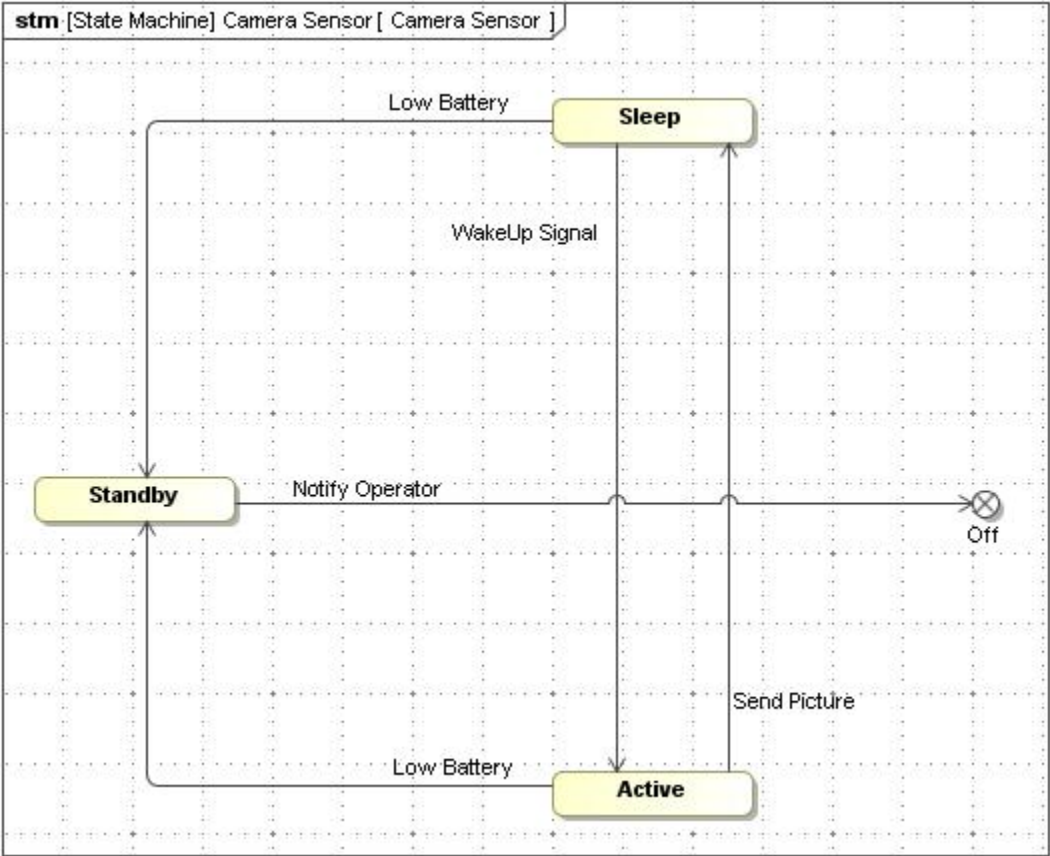 stm [State Machine] Camera Sensor [ Camera Sensor ]
Low Battery
Sleep
WakeUp Signal
Standby
Notify Operator
Off
Send Picture
Low Battery
Active